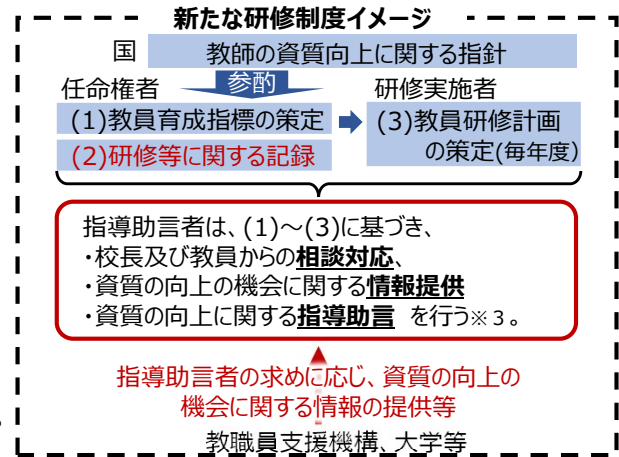 新たな研修制度イメージ
国 教師の資質向上に関する指針
任命権者 参酌 研修実施者
(1)教員育成指標の策定
(2)研修等に関する記録
(3)教員研修計画
の策定(毎年度)
指導助言者は、(1)～(3)に基づき、
・校長及び教員からの相談対応、
・資質の向上の機会に関する情報提供
・資質の向上に関する指導助言 を行う※3。
指導助言者の求めに応じ、資質の向上の
機会に関する情報の提供等
教職員支援機構、大学等